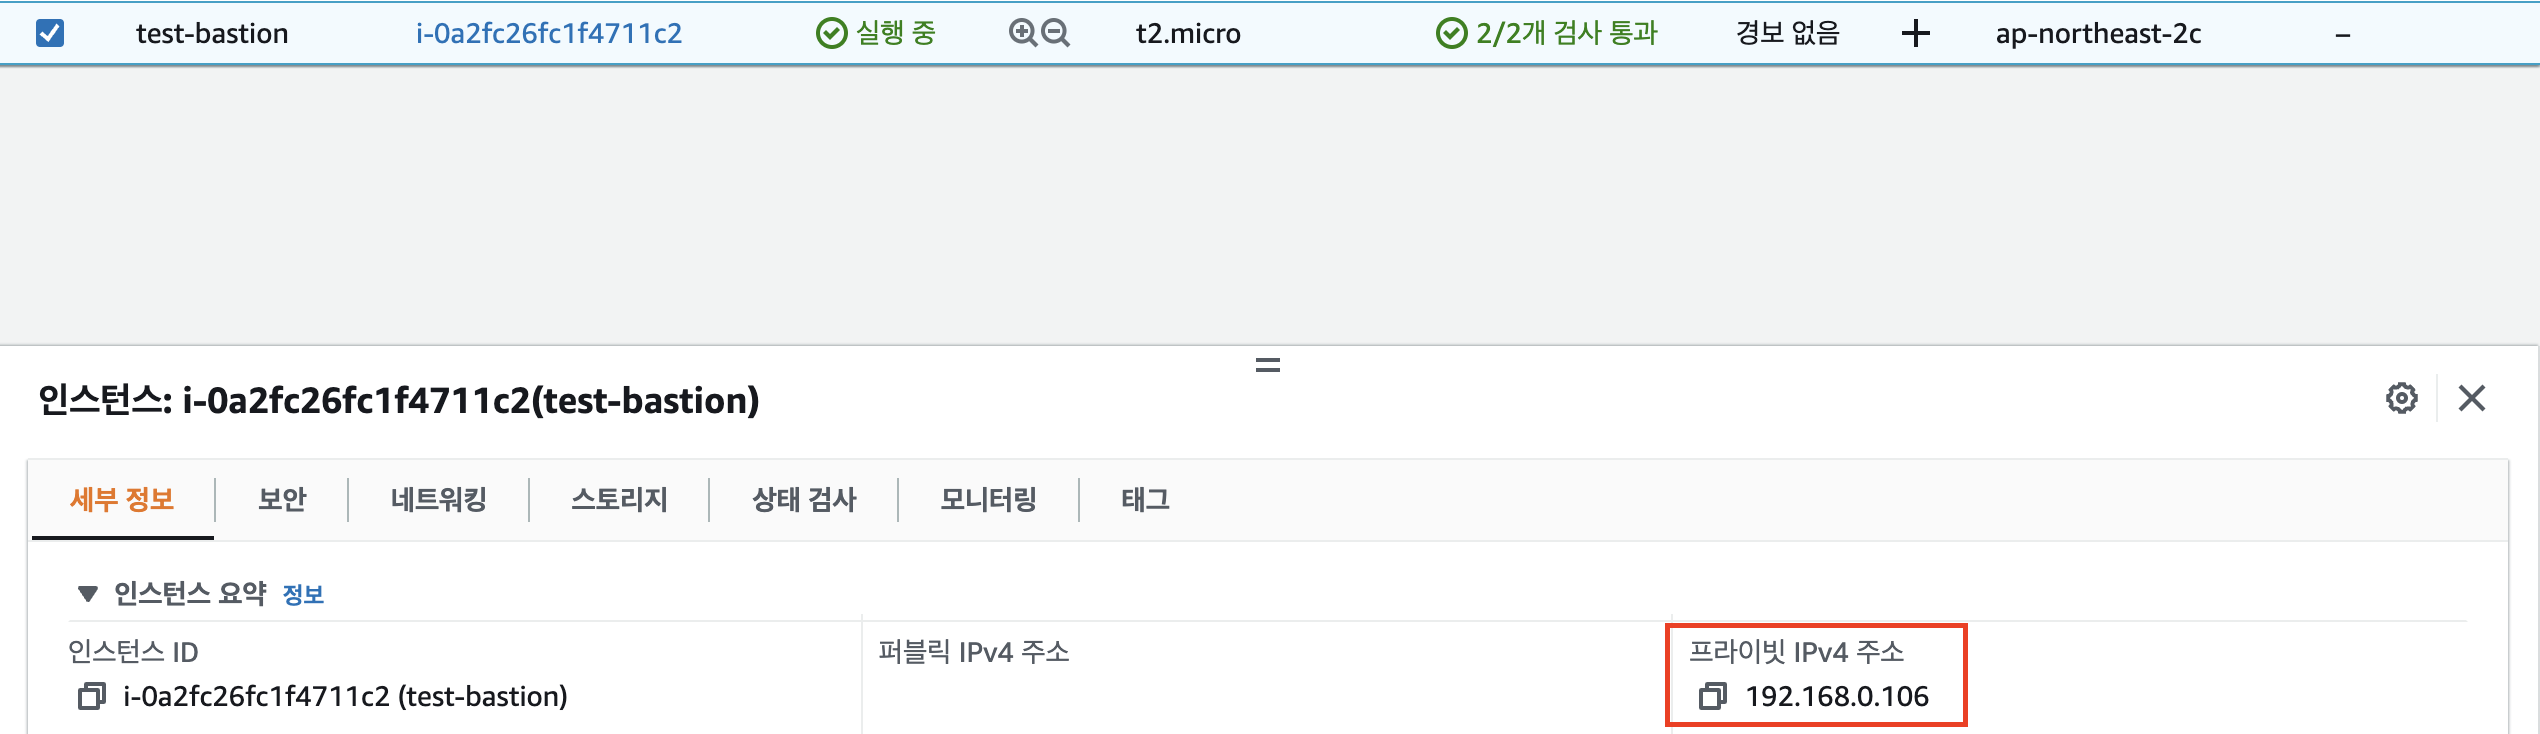 test-bastion i-0a2fc26fc1f4711c2 실행 중 t2.micro 2/2개 검사 통과 경보 없음 + ap-northeast-2c –
인스턴스: i-0a2fc26fc1f4711c2(test-bastion)
세부 정보 보안 네트워킹 스토리지 상태 검사 모니터링 태그
인스턴스 요약 정보
인스턴스 ID 퍼블릭 IPv4 주소 프라이빗 IPv4 주소
i-0a2fc26fc1f4711c2 (test-bastion) 192.168.0.106